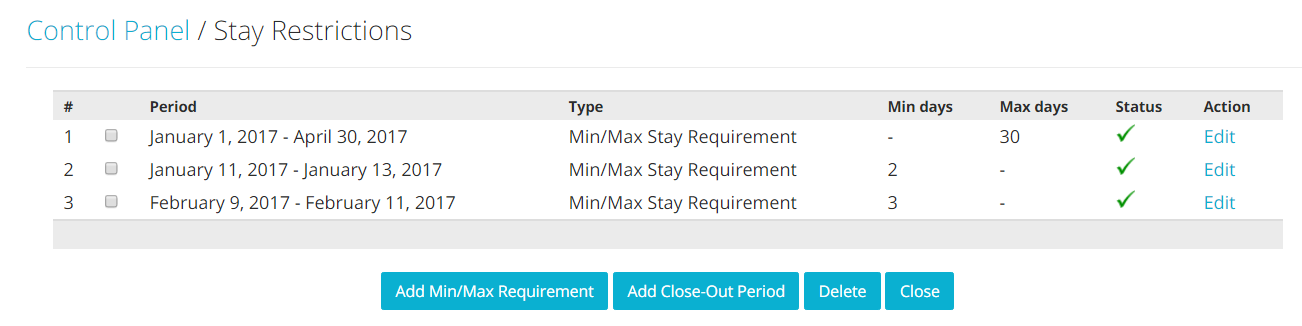 Control Panel / Stay Restrictions
# Period Type Min days Max days Status Action
1 January 1, 2017 - April 30, 2017 Min/Max Stay Requirement - 30 Edit
2 January 11, 2017 - January 13, 2017 Min/Max Stay Requirement 2 - Edit
3 February 9, 2017 - February 11, 2017 Min/Max Stay Requirement 3 - Edit
Add Min/Max Requirement Add Close-Out Period Delete Close